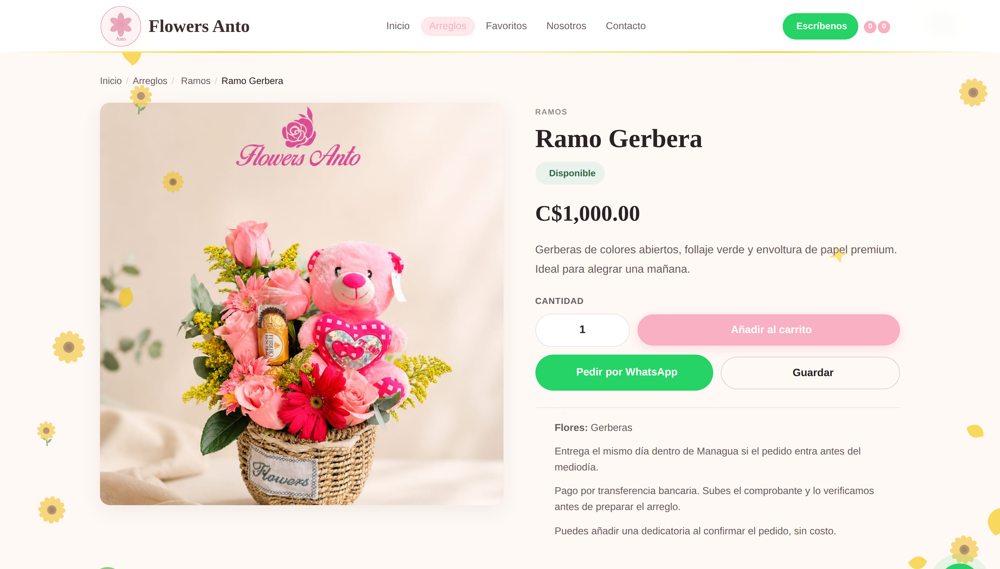 Anto
Flowers Anto
Inicio
Arreglos
Favoritos
Nosotros
Contacto
Escríbenos
0
0
Inicio / Arreglos / Ramos / Ramo Gerbera
Flowers Anto
TE AMO
FERRERO
ROCHER
Flowers
RAMOS
Ramo Gerbera
Disponible
C$1,000.00
Gerberas de colores abiertos, follaje verde y envoltura de papel premium.
Ideal para alegrar una mañana.
CANTIDAD
1
Añadir al carrito
Pedir por WhatsApp
Guardar
Flores: Gerberas
Entrega el mismo día dentro de Managua si el pedido entra antes del
mediodía.
Pago por transferencia bancaria. Subes el comprobante y lo verificamos
antes de preparar el arreglo.
Puedes añadir una dedicatoria al confirmar el pedido, sin costo.